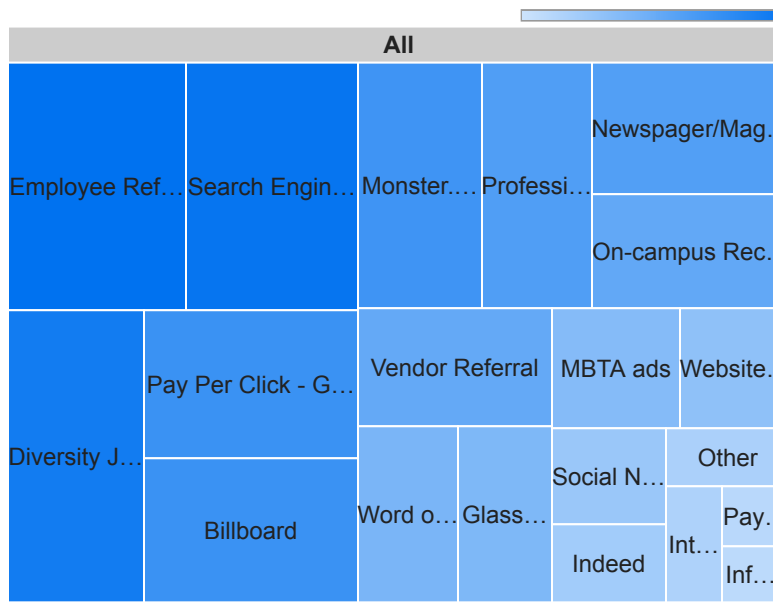 All
Employee Ref…
Search Engin…
Monster.…
Professi…
Newspager/Mag…
On-campus Rec…
Diversity J…
Pay Per Click - G…
Billboard
Vendor Referral
MBTA ads
Website…
Word o…
Glass…
Social N…
Indeed
Other
Int…
Pay…
Inf…